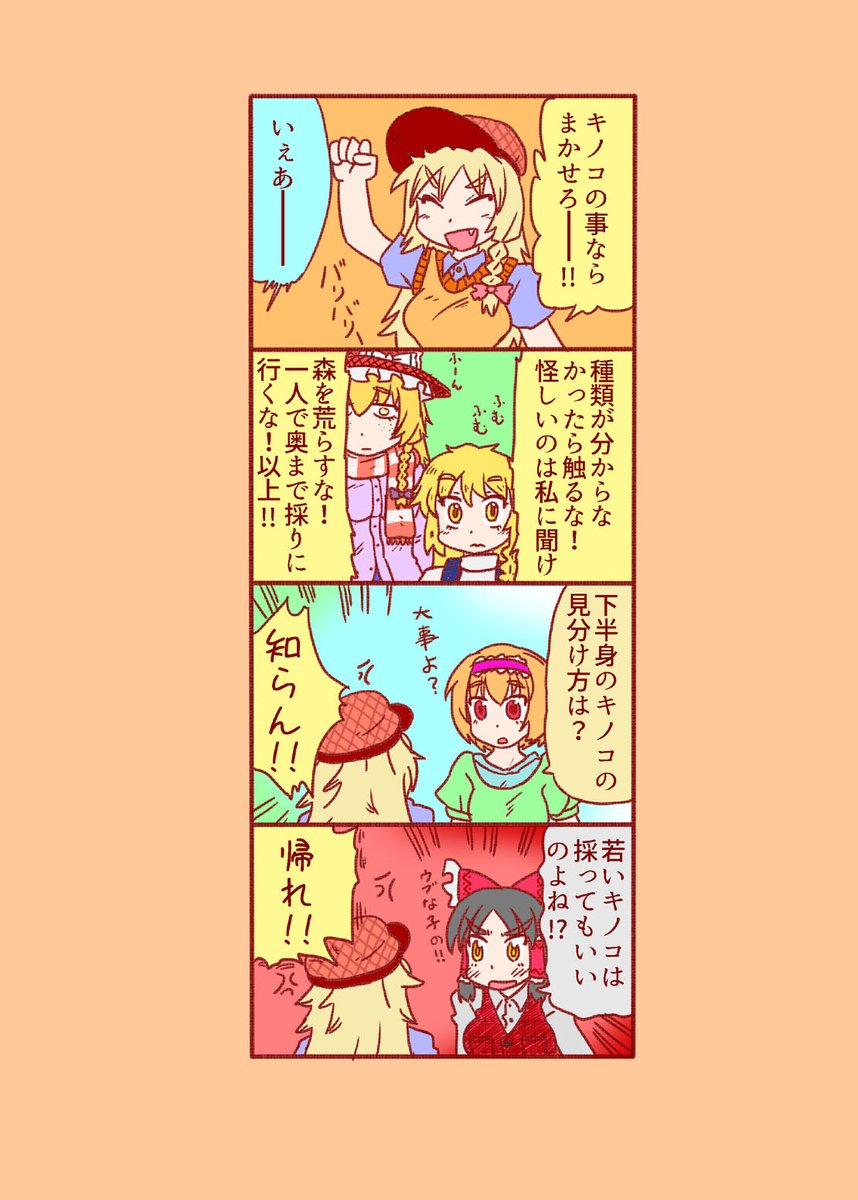 キノコの事なら
まかせろ――!!
いぇあ――
バリバリー
種類が分からな
かったら触るな！
怪しいのは私に聞け
ふーん
ふむ
ふむ
森を荒らすな！
一人で奥まで採りに
行くな！以上!!
下半身のキノコの
見分け方は？
大事よ？
知らん!!
若いキノコは
採ってもいい
のよね!?
ウブな子の!!
帰れ!!